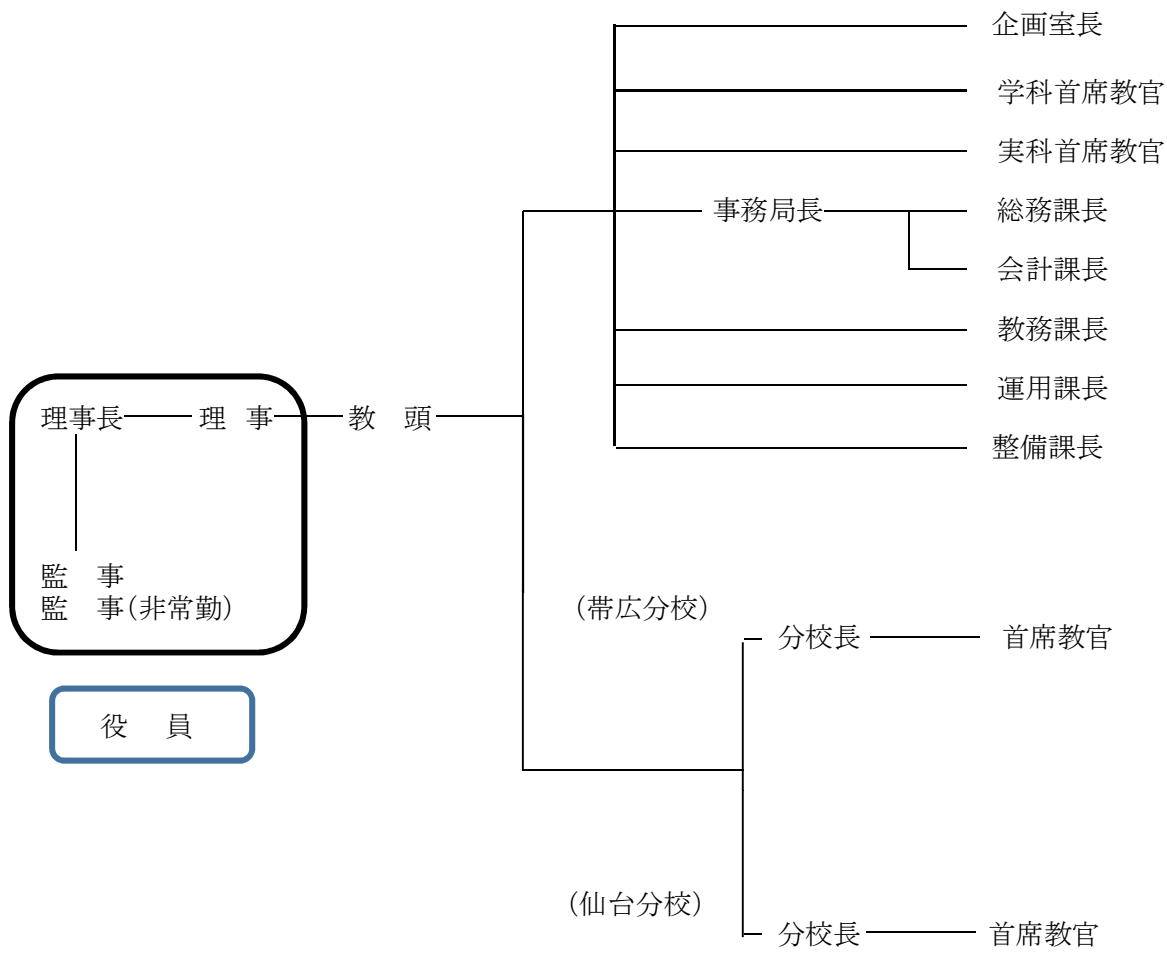 企画室長
学科首席教官
実科首席教官
事務局長
総務課長
会計課長
教務課長
運用課長
整備課長
理事長
理　事
教　頭
監　事
監　事(非常勤)
役　員
(帯広分校)
分校長
首席教官
(仙台分校)
分校長
首席教官